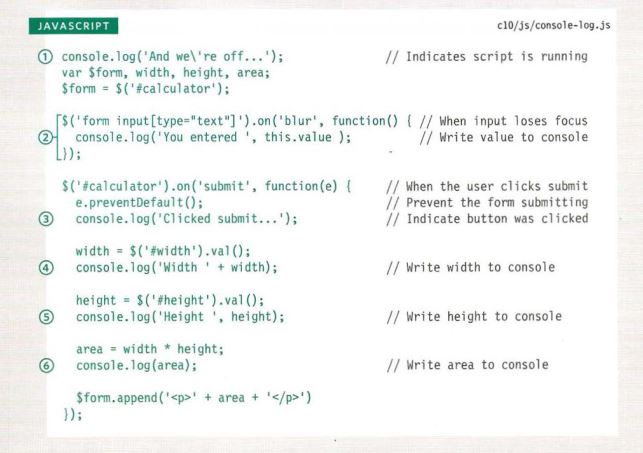 JAVASCRIPT c10/js/console-log.js
① console.log('And we\'re off...'); // Indicates script is running
var $form, width, height, area;
$form = $('#calculator');
$('form input[type="text"]').on('blur', function() { // When input loses focus
② console.log('You entered ', this.value ); // Write value to console
});
$('#calculator').on('submit', function(e) { // When the user clicks submit
e.preventDefault(); // Prevent the form submitting
③ console.log('Clicked submit...'); // Indicate button was clicked
width = $('#width').val();
④ console.log('Width ' + width); // Write width to console
height = $('#height').val();
⑤ console.log('Height ', height); // Write height to console
area = width * height;
⑥ console.log(area); // Write area to console
$form.append('<p>' + area + '</p>')
});